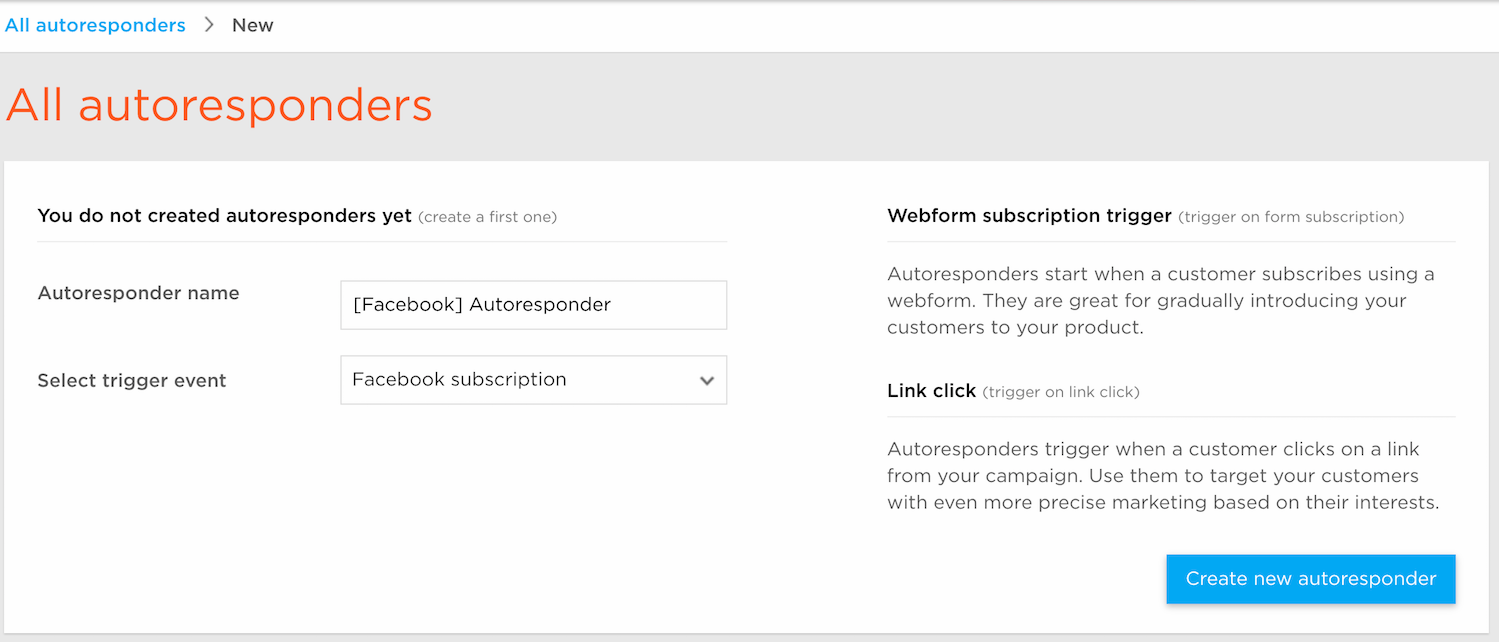 All autoresponders > New
All autoresponders
You do not created autoresponders yet (create a first one)
Autoresponder name
[Facebook] Autoresponder
Select trigger event
Facebook subscription
Webform subscription trigger (trigger on form subscription)
Autoresponders start when a customer subscribes using a
webform. They are great for gradually introducing your
customers to your product.
Link click (trigger on link click)
Autoresponders trigger when a customer clicks on a link
from your campaign. Use them to target your customers
with even more precise marketing based on their interests.
Create new autoresponder